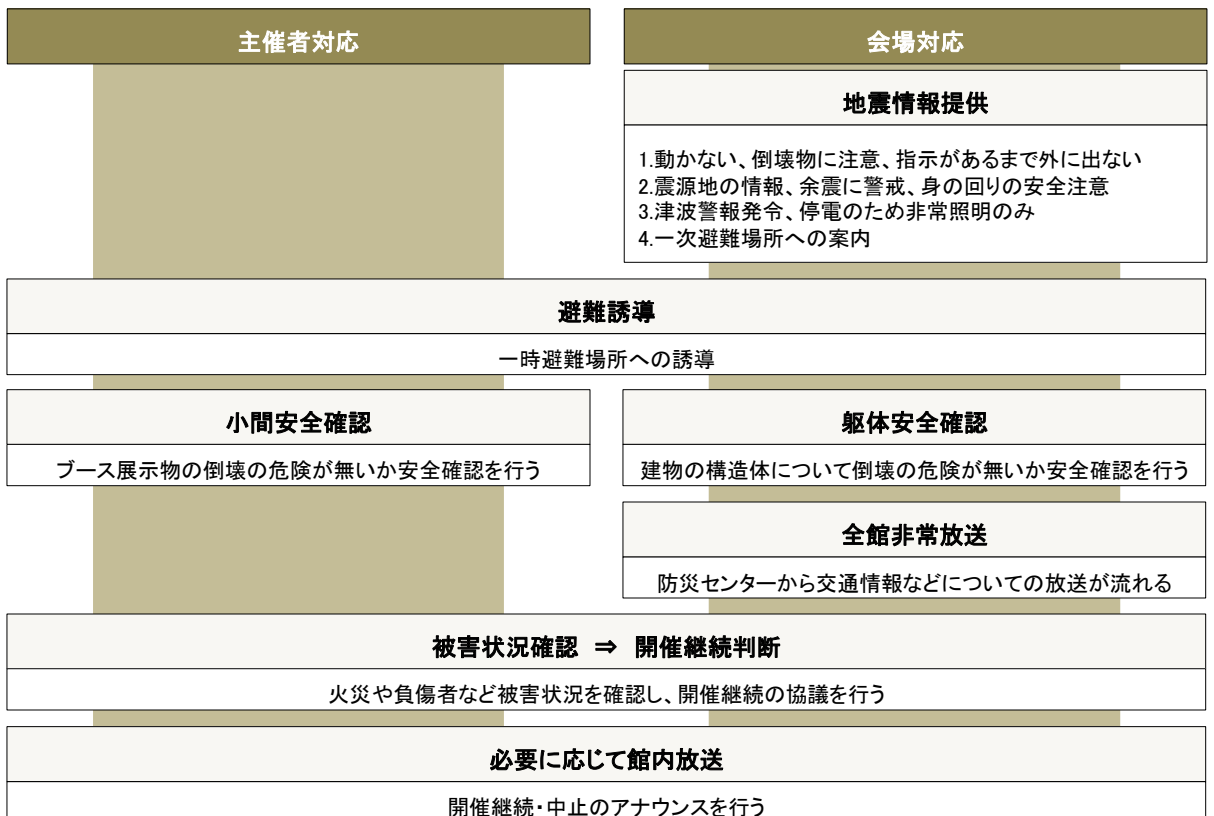 主催者対応
会場対応
地震情報提供
1.動かない、倒壊物に注意、指示があるまで外に出ない
2.震源地の情報、余震に警戒、身の回りの安全注意
3.津波警報発令、停電のため非常照明のみ
4.一次避難場所への案内
避難誘導
一時避難場所への誘導
小間安全確認
ブース展示物の倒壊の危険が無いか安全確認を行う
躯体安全確認
建物の構造体について倒壊の危険が無いか安全確認を行う
全館非常放送
防災センターから交通情報などについての放送が流れる
被害状況確認 ⇒ 開催継続判断
火災や負傷者など被害状況を確認し、開催継続の協議を行う
必要に応じて館内放送
開催継続・中止のアナウンスを行う